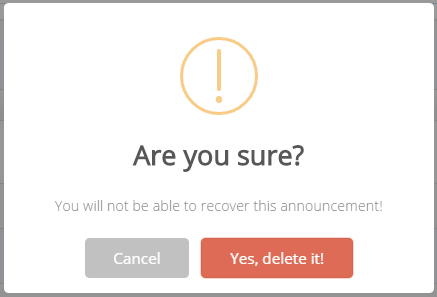 Are you sure?
You will not be able to recover this announcement!
Cancel
Yes, delete it!